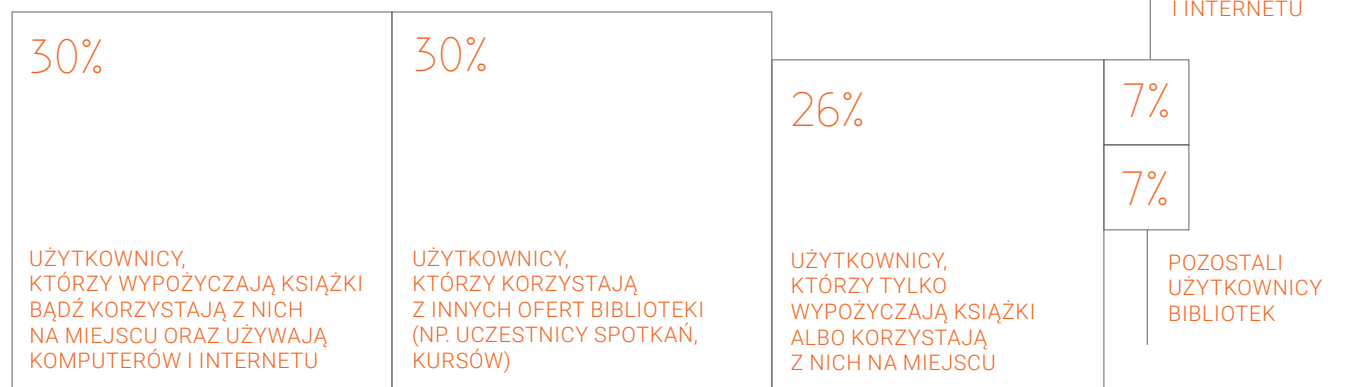 I INTERNETU
30%
UŻYTKOWNICY,
KTÓRZY WYPOŻYCZAJĄ KSIĄŻKI
BĄDŹ KORZYSTAJĄ Z NICH
NA MIEJSCU ORAZ UŻYWAJĄ
KOMPUTERÓW I INTERNETU
30%
UŻYTKOWNICY,
KTÓRZY KORZYSTAJĄ
Z INNYCH OFERT BIBLIOTEKI
(NP. UCZESTNICY SPOTKAŃ,
KURSÓW)
26%
UŻYTKOWNICY,
KTÓRZY TYLKO
WYPOŻYCZAJĄ KSIĄŻKI
ALBO KORZYSTAJĄ
Z NICH NA MIEJSCU
7%
7%
POZOSTALI
UŻYTKOWNICY
BIBLIOTEK